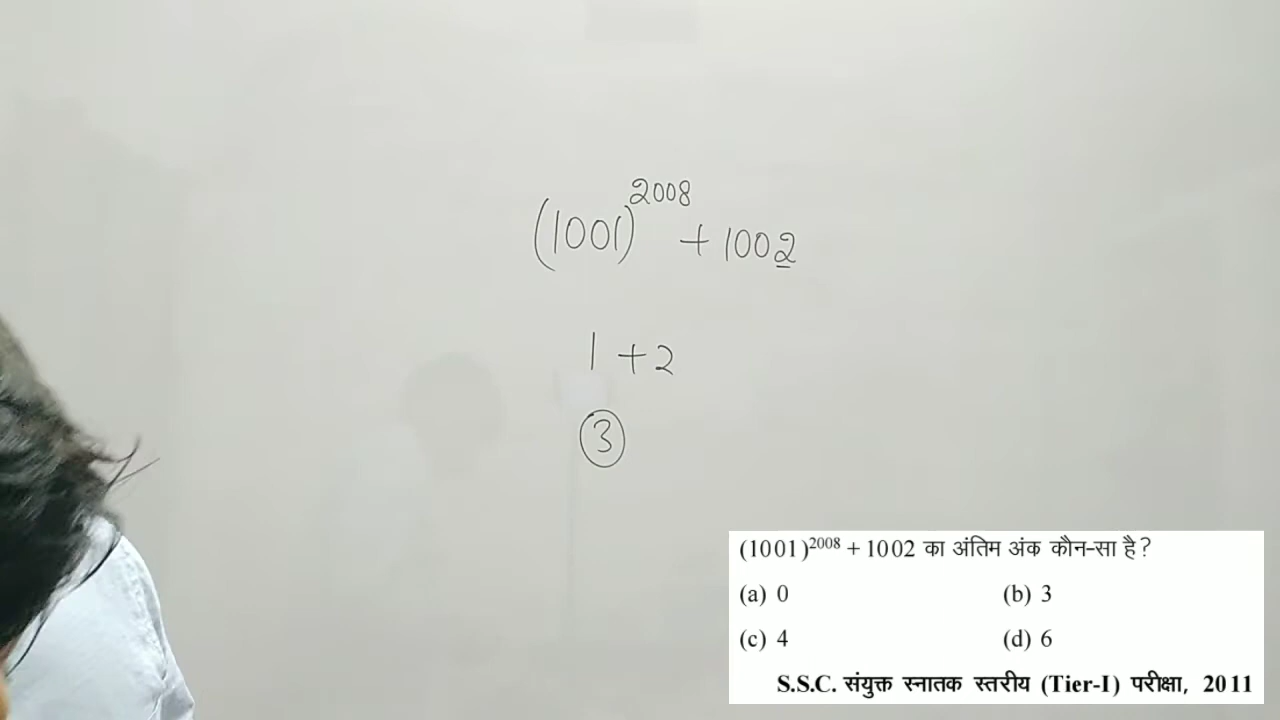 (1001)^2008 + 1002
1 + 2
3
(1001)^2008 + 1002 का अंतिम अंक कौन-सा है?
(a) 0 (b) 3
(c) 4 (d) 6
S.S.C. संयुक्त स्नातक स्तरीय (Tier-I) परीक्षा, 2011